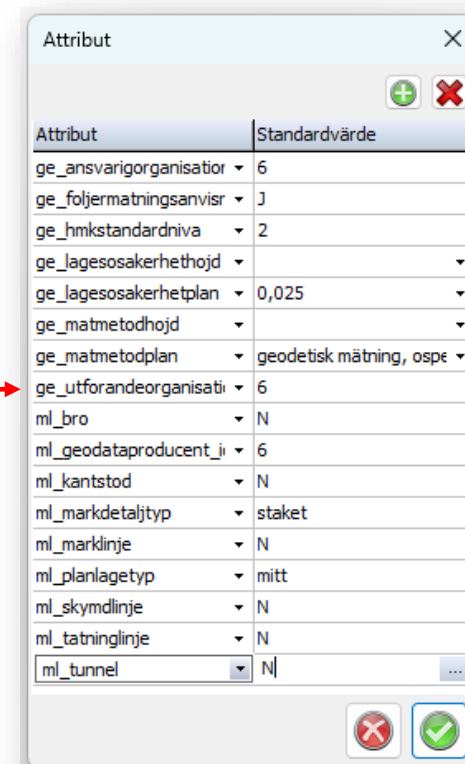 Attribut
Attribut Standardvärde
ge_ansvarigorganisation 6
ge_foljermatningsanvisr J
ge_hmkstandardniva 2
ge_lagesosakerhethojd
ge_lagesosakerhetplan 0,025
ge_matmetodhojd
ge_matmetodplan geodetisk mätning, ospe
ge_utforandeorganisati 6
ml_bro N
ml_geodataproducent_i 6
ml_kantstod N
ml_markdetaljtyp staket
ml_marklinje N
ml_planlagetyp mitt
ml_skymdlinje N
ml_tatninglinje N
ml_tunnel N ...